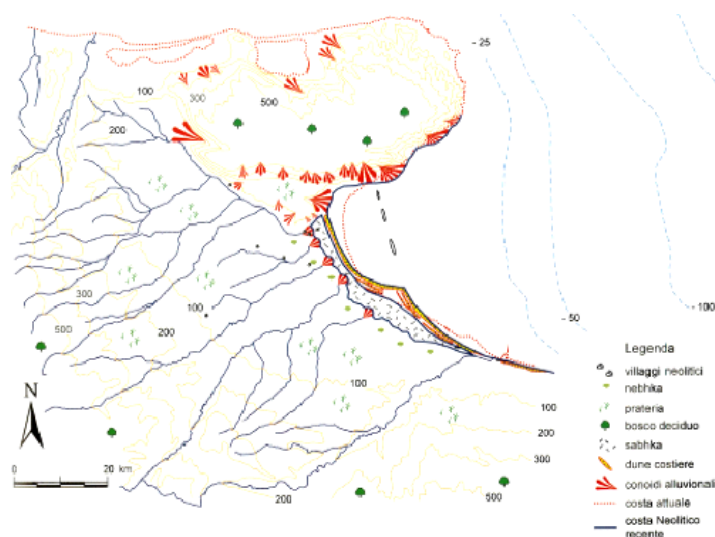 - 25
100
300
500
200
300
100
500
200
- 50
- 100
100
100
200
300
200
500
N
0 20 km
Legenda
villaggi neolitici
nebhka
prateria
bosco deciduo
sabhka
dune costiere
conoidi alluvionali
costa attuale
costa Neolitico
recente